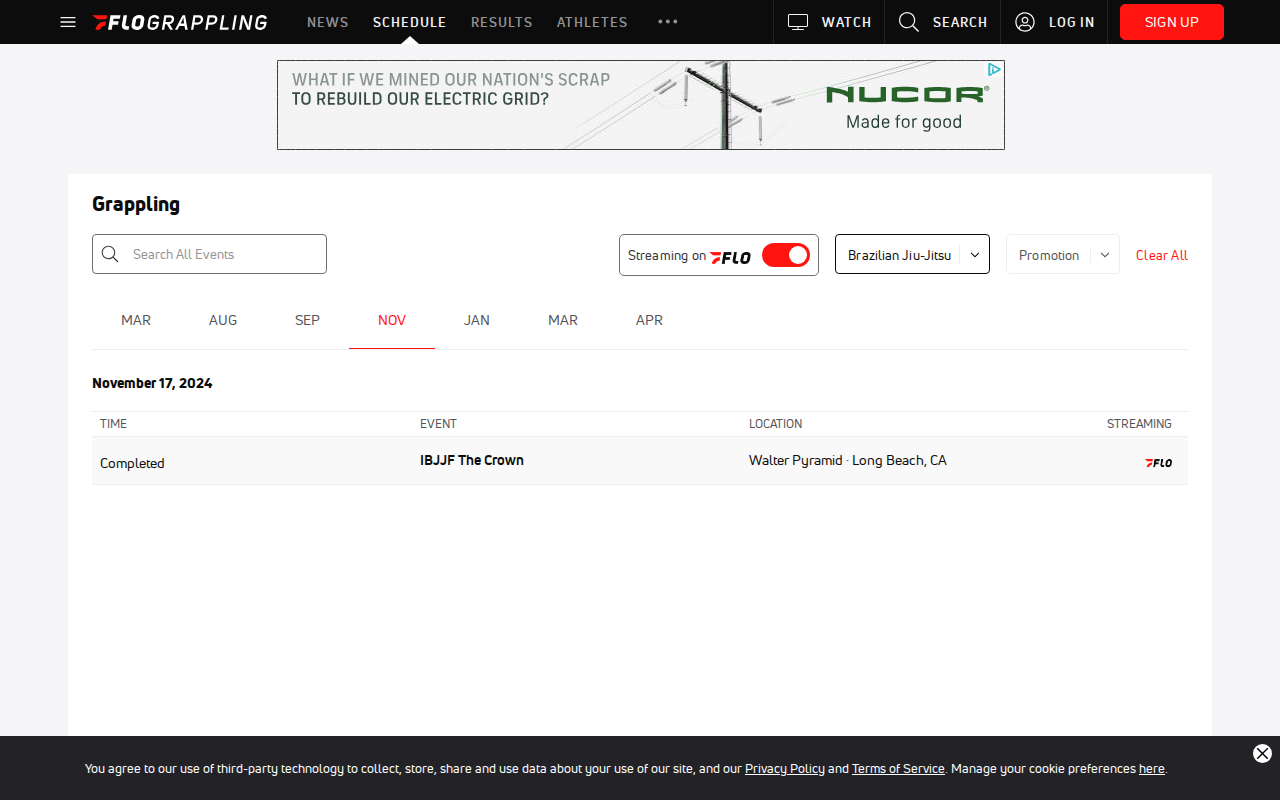 FLOGRAPPLING NEWS SCHEDULE RESULTS ATHLETES WATCH SEARCH LOG IN SIGN UP
WHAT IF WE MINED OUR NATION'S SCRAP
TO REBUILD OUR ELECTRIC GRID?
NUCOR®
Made for good
Grappling
Search All Events Streaming on FLO Brazilian Jiu-Jitsu Promotion Clear All
MAR AUG SEP NOV JAN MAR APR
November 17, 2024
TIME EVENT LOCATION STREAMING
Completed IBJJF The Crown Walter Pyramid · Long Beach, CA FLO
You agree to our use of third-party technology to collect, store, share and use data about your use of our site, and our Privacy Policy and Terms of Service. Manage your cookie preferences here.